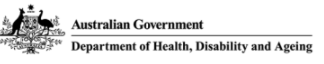 Australian Government
Department of Health, Disability and Ageing